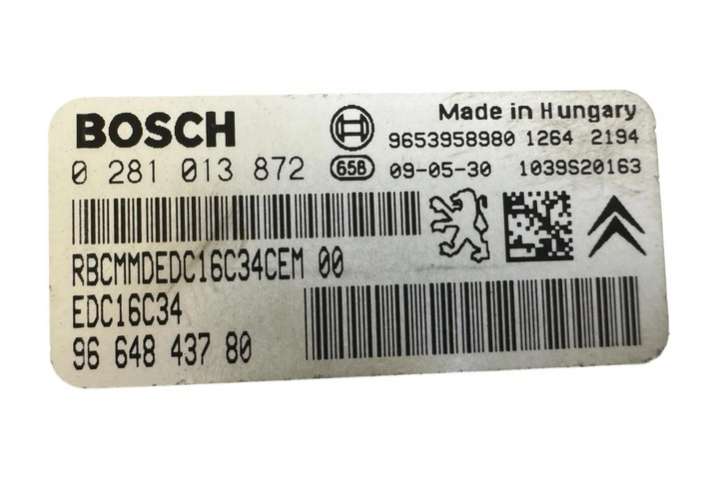 BOSCH
Made in Hungary
9653958980 1264 2194
0 281 013 872 658 09-05-30 1039S20163
RBCMMDEDC16C34CEM 00
EDC16C34
96 648 437 80